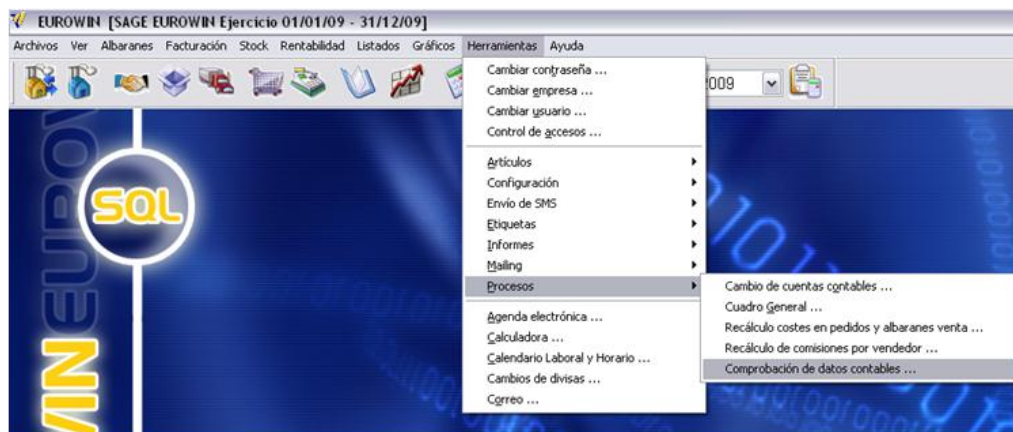 EUROWIN [SAGE EUROWIN Ejercicio 01/01/09 - 31/12/09]
Archivos Ver Albaranes Facturación Stock Rentabilidad Listados Gráficos Herramientas Ayuda
Cambiar contraseña ...
Cambiar empresa ...
Cambiar usuario ...
Control de accesos ...
Artículos
Configuración
Envío de SMS
Etiquetas
Informes
Mailing
Procesos
Agenda electrónica ...
Calculadora ...
Calendario Laboral y Horario ...
Cambios de divisas ...
Correo ...
Cambio de cuentas contables ...
Cuadro General ...
Recálculo costes en pedidos y albaranes venta ...
Recálculo de comisiones por vendedor ...
Comprobación de datos contables ...
2009
SQL
EUROW
WIN